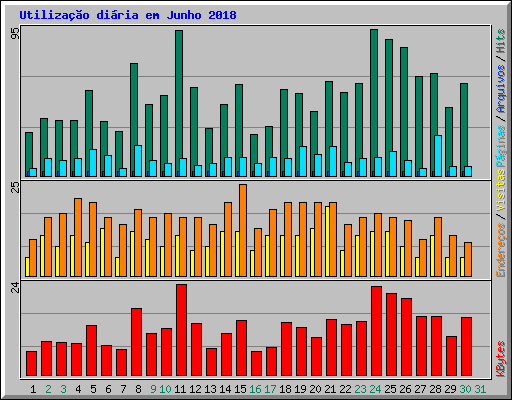 Utilização diária em Junho 2018
95
25
24
KBytes
Endereços / Visitas
Páginas / Arquivos / Hits
1 2 3 4 5 6 7 8 9 10 11 12 13 14 15 16 17 18 19 20 21 22 23 24 25 26 27 28 29 30 31